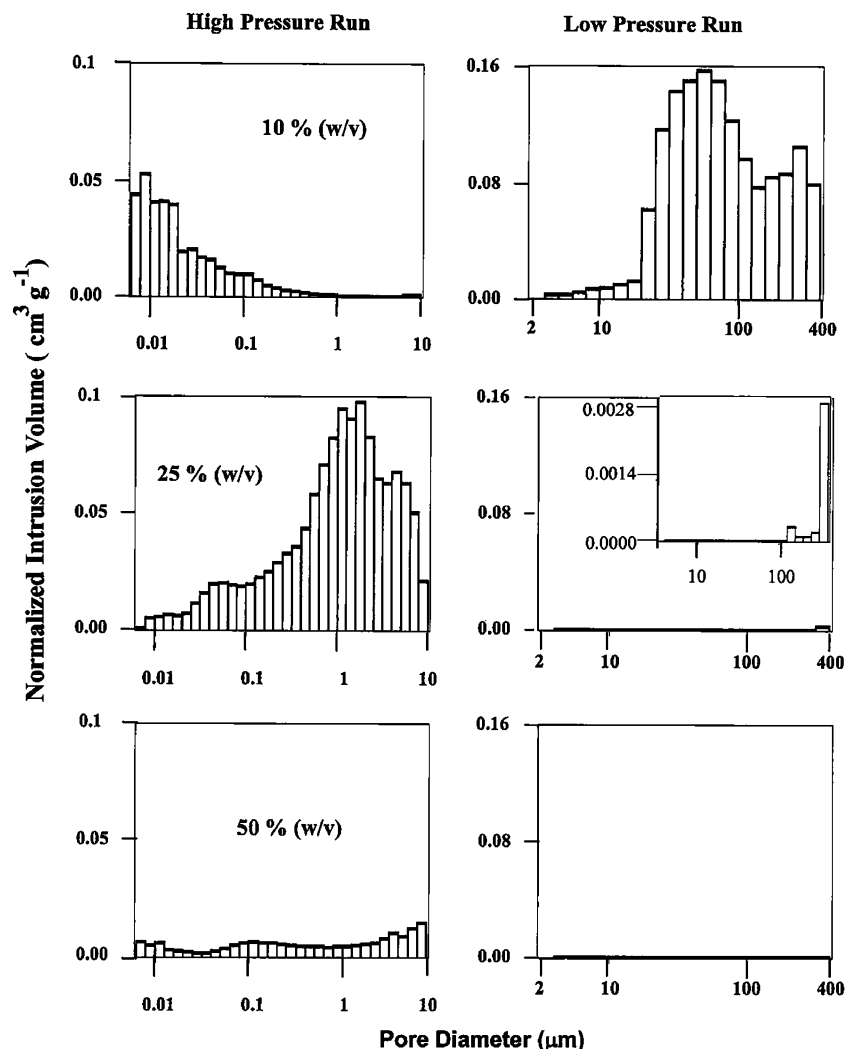 High Pressure Run
Low Pressure Run
Normalized Intrusion Volume ( cm³ g⁻¹)
0.1
0.05
0.00
10 % (w/v)
0.01 0.1 1 10
0.16
0.08
0.00
2 10 100 400
0.1
0.05
0.00
25 % (w/v)
0.01 0.1 1 10
0.16
0.08
0.00
0.0028
0.0014
0.0000
10 100
2 10 100 400
0.1
0.05
0.00
50 % (w/v)
0.01 0.1 1 10
0.16
0.08
0.00
2 10 100 400
Pore Diameter (μm)